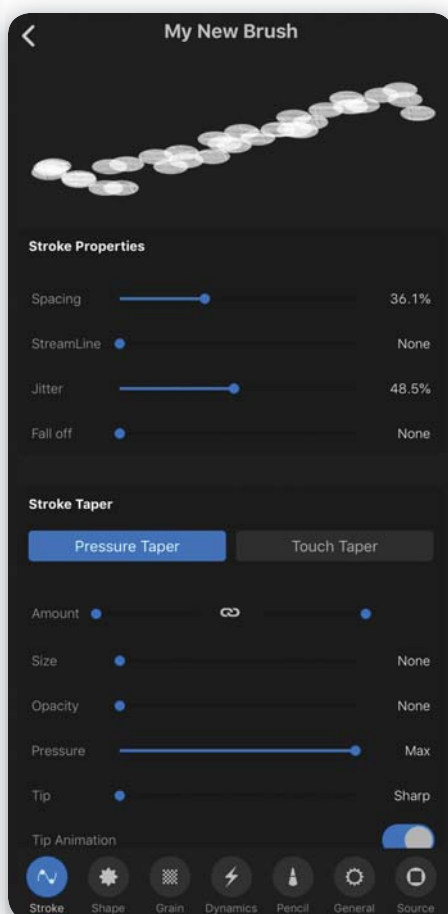 My New Brush
Stroke Properties
Spacing 36.1%
StreamLine None
Jitter 48.5%
Fall off None
Stroke Taper
Pressure Taper Touch Taper
Amount
Size None
Opacity None
Pressure Max
Tip Sharp
Tip Animation
Stroke Shape Grain Dynamics Pencil General Source